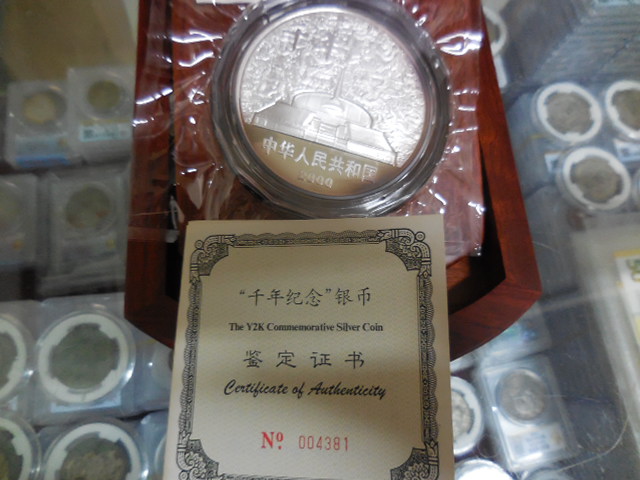 中华人民共和国
2000
“千年纪念”银币
The Y2K Commemorative Silver Coin
鉴定证书
Certificate of Authenticity
Nº 004381